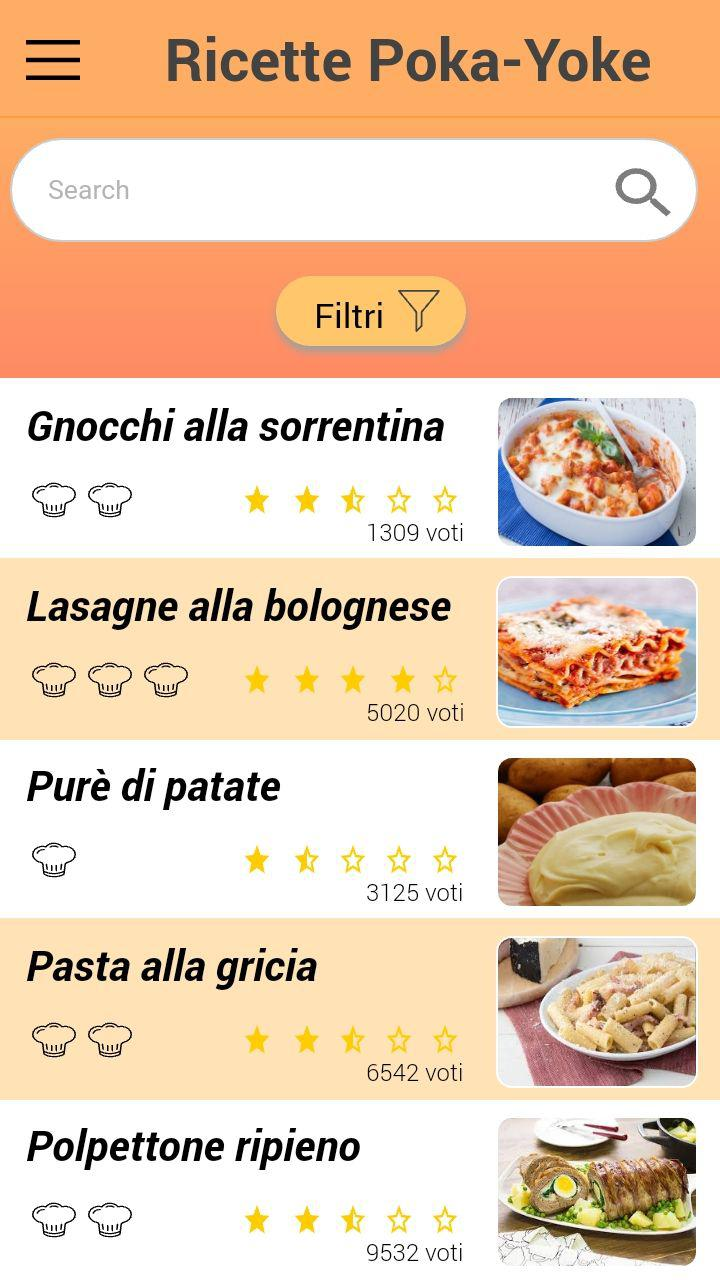 Ricette Poka-Yoke
Search
Filtri
Gnocchi alla sorrentina
1309 voti
Lasagne alla bolognese
5020 voti
Purè di patate
3125 voti
Pasta alla gricia
6542 voti
Polpettone ripieno
9532 voti